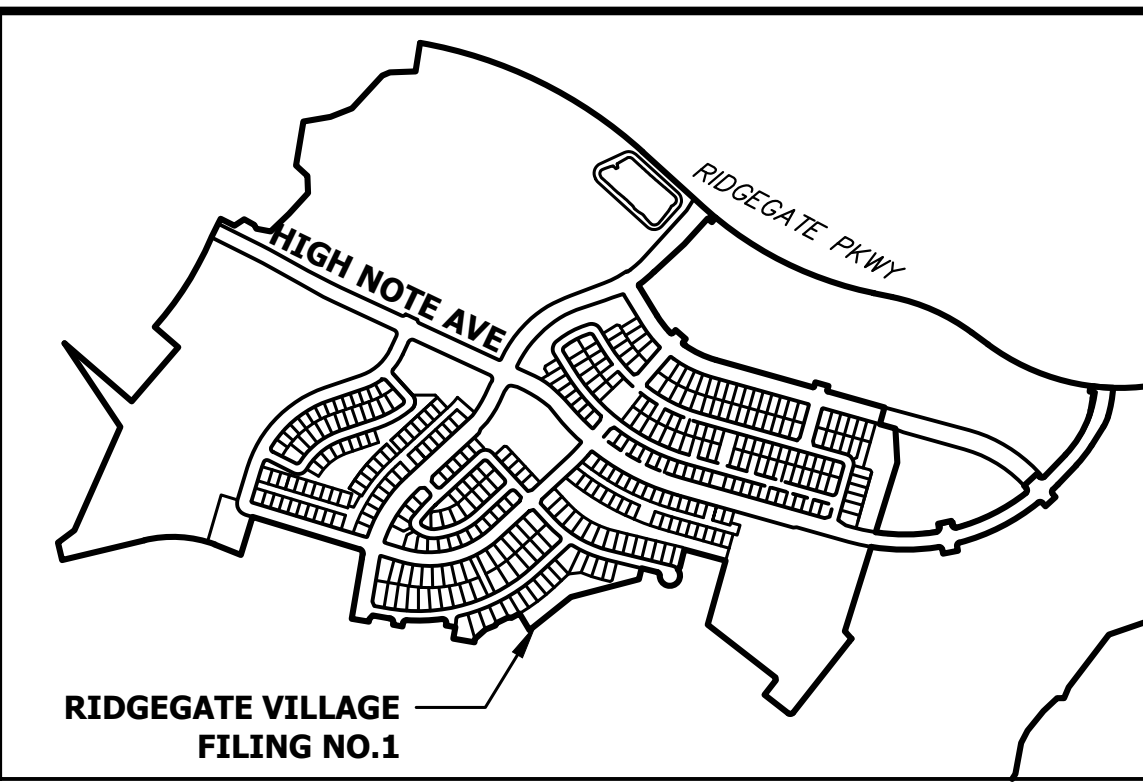 RIDGEGATE PKWY
HIGH NOTE AVE
RIDGEGATE VILLAGE
FILING NO.1